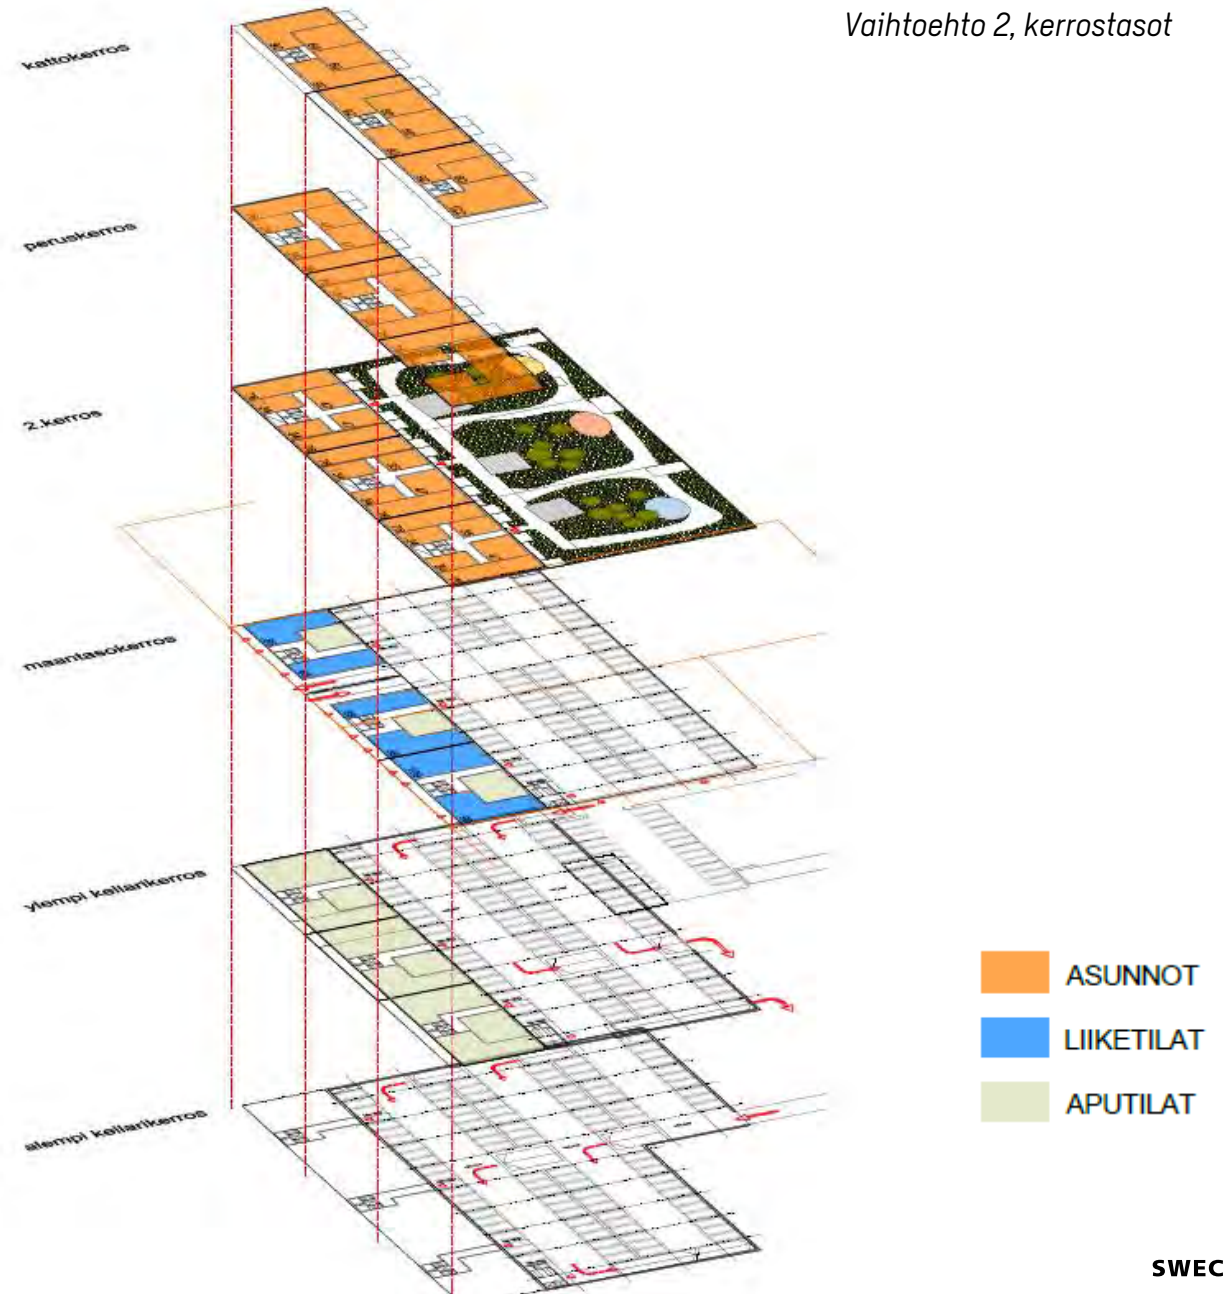 Vaihtoehto 2, kerrostasot
kattokerros
peruskerros
2.kerros
maantasokerros
ylempi kellarikerros
alempi kellarikerros
ASUNNOT
LIIKETILAT
APUTILAT
SWEC